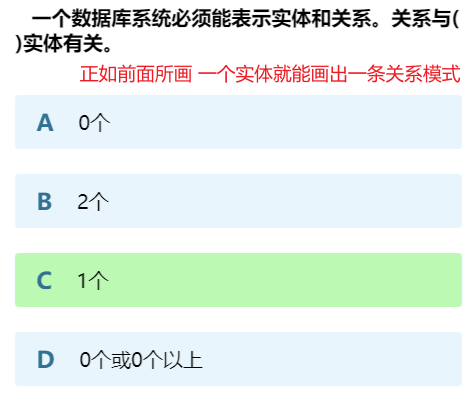 一个数据库系统必须能表示实体和关系。关系与(
)实体有关。
正如前面所画 一个实体就能画出一条关系模式
A 0个
B 2个
C 1个
D 0个或0个以上